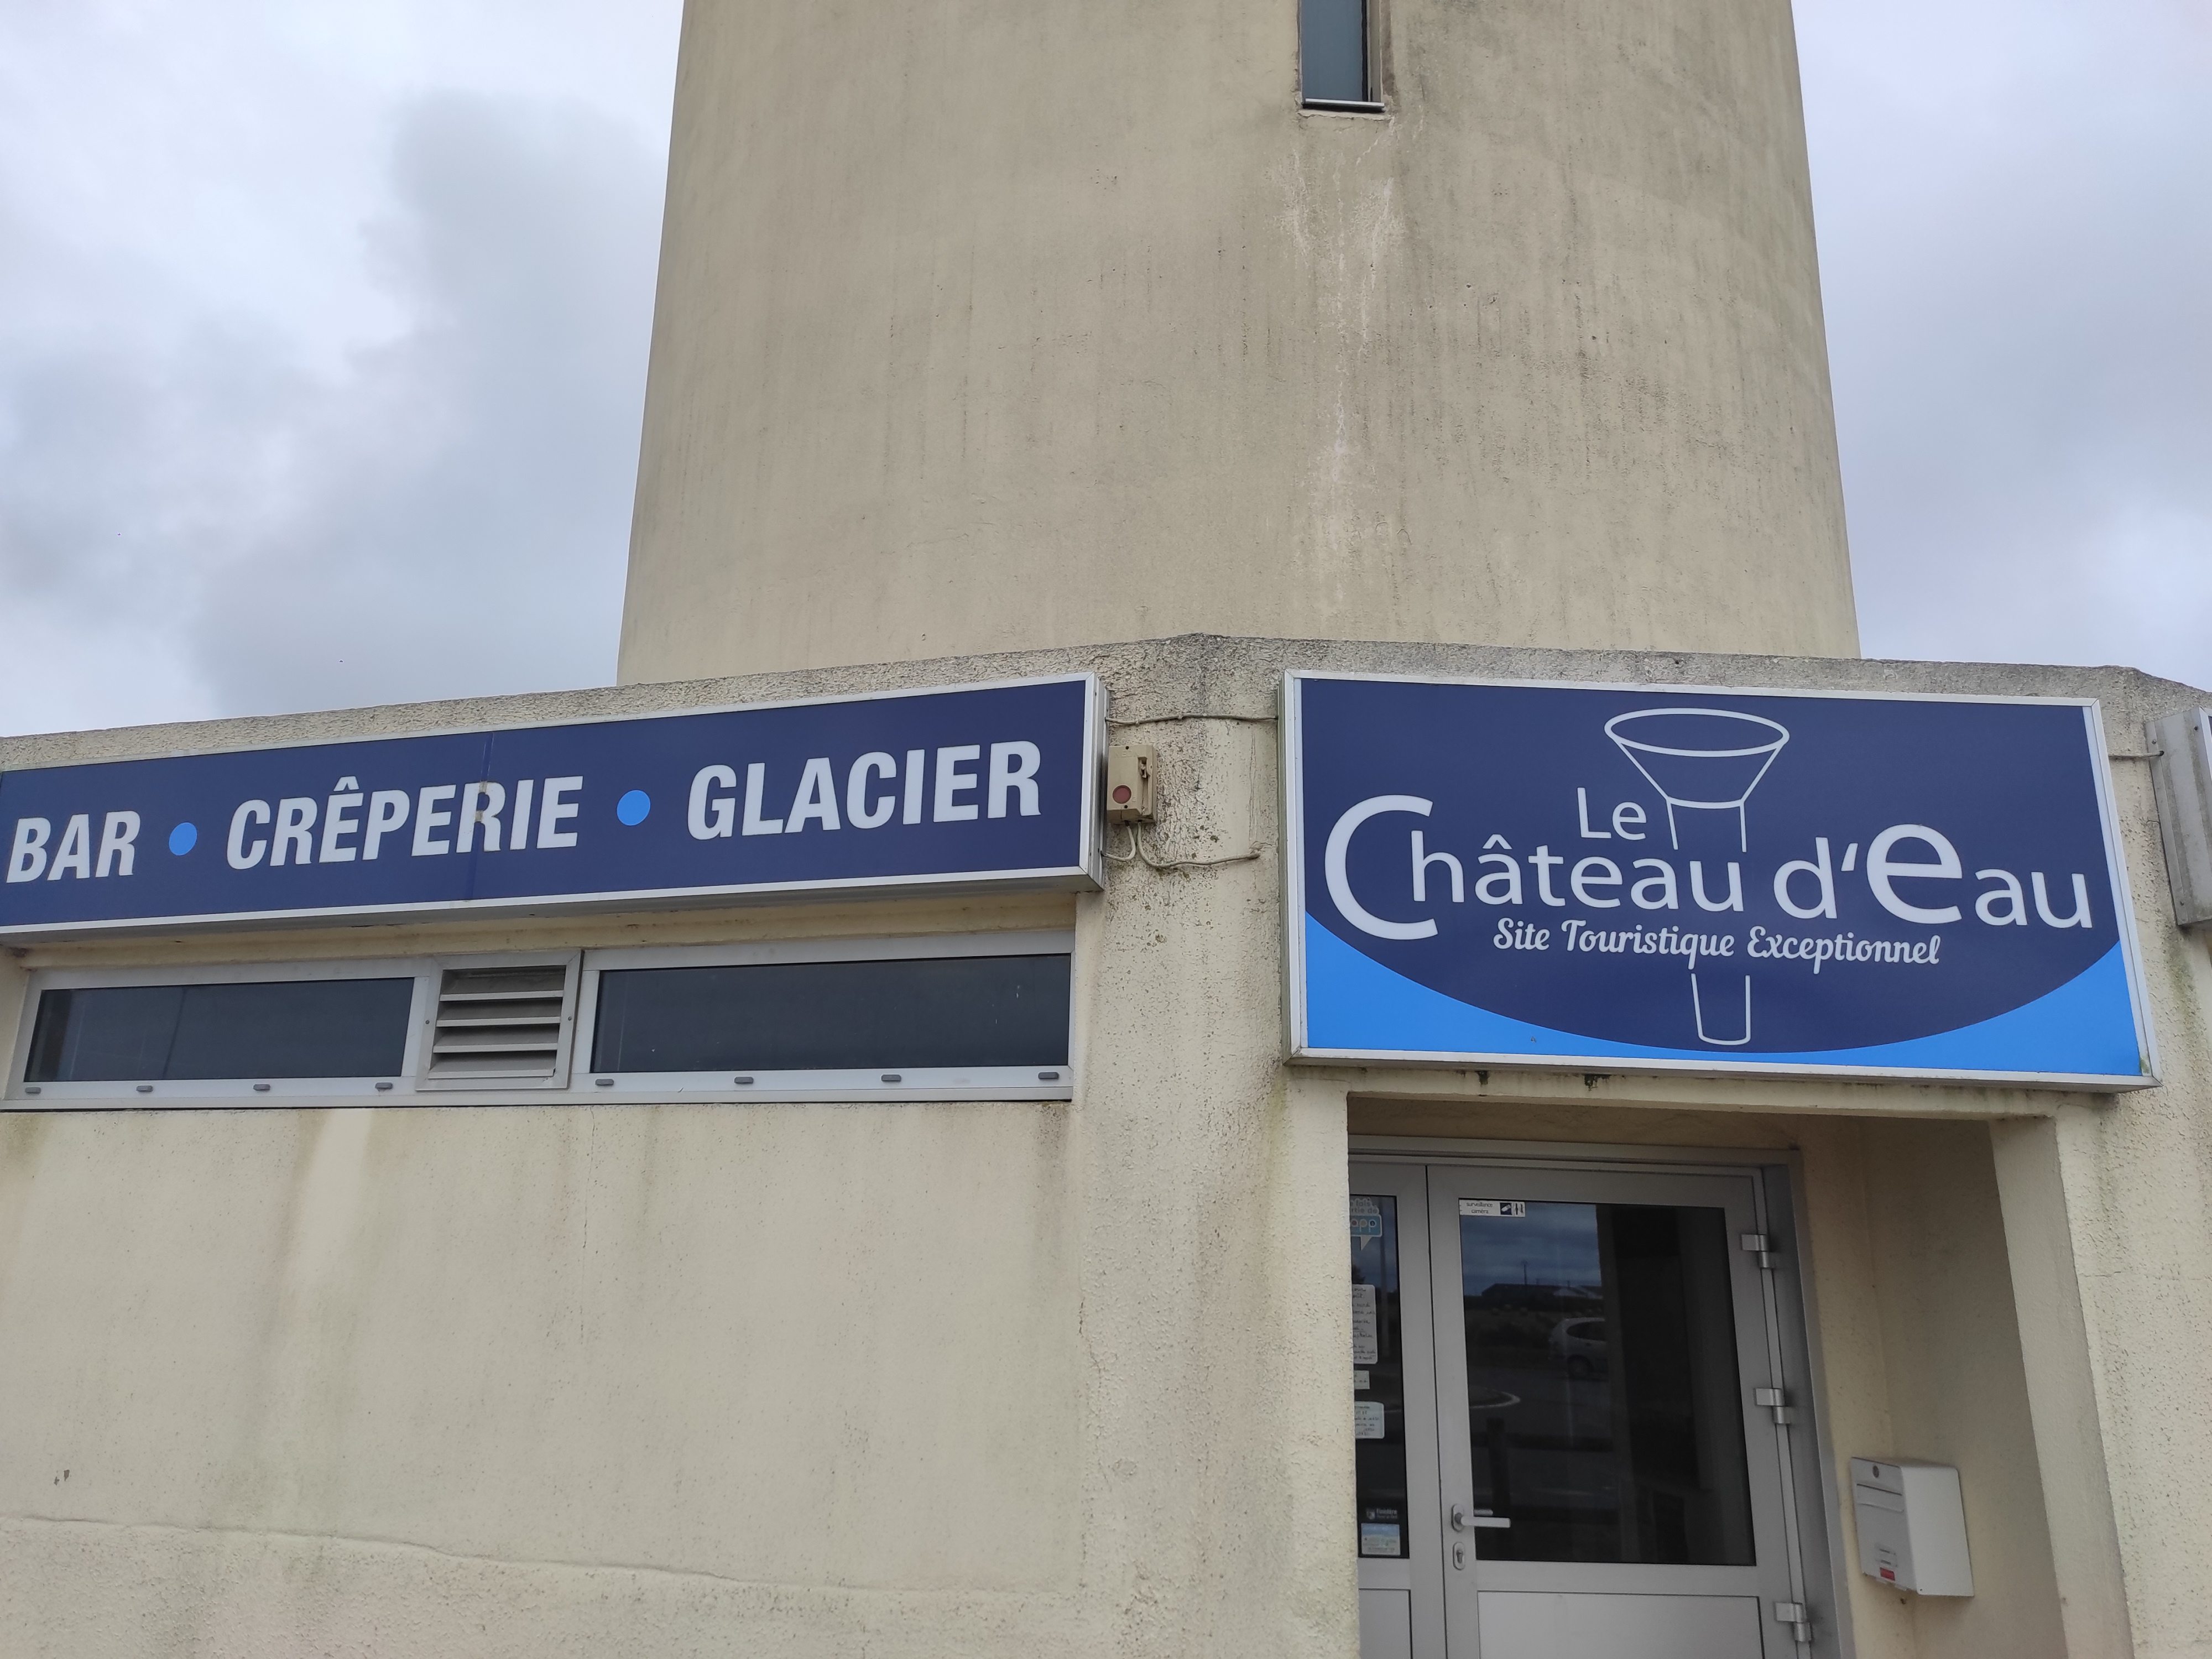 BAR • CRÊPERIE • GLACIER
Le
Château d'eau
Site Touristique Exceptionnel